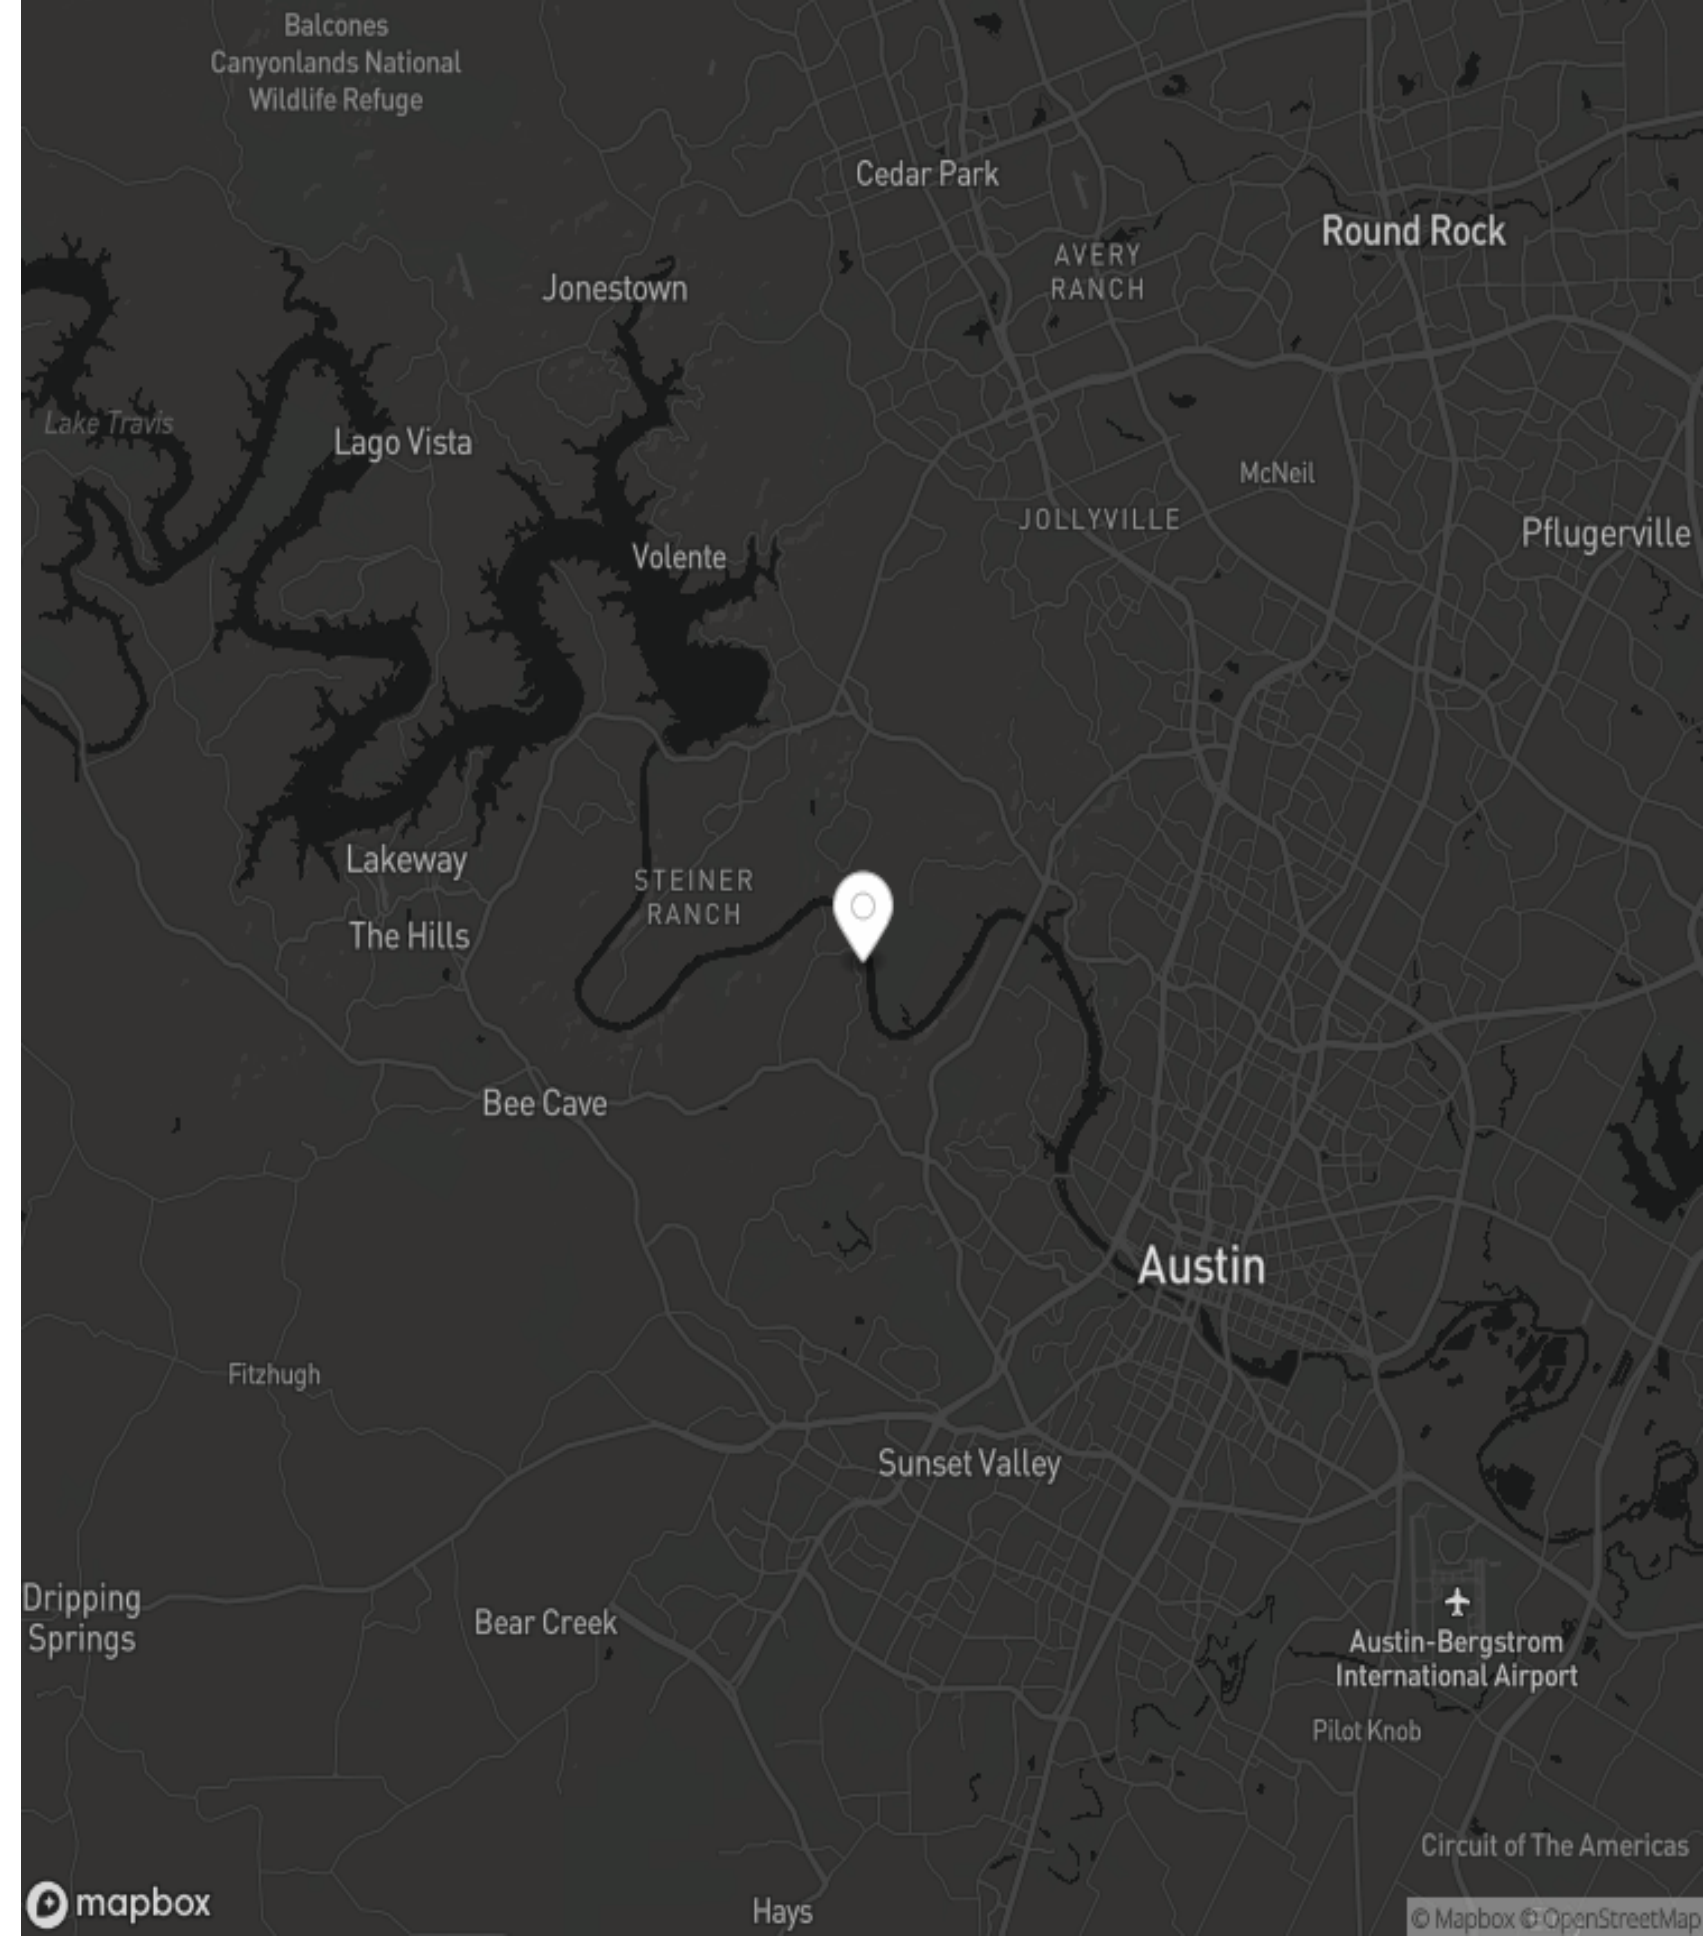 Balcones
Canyonlands National
Wildlife Refuge
Cedar Park
Round Rock
AVERY
RANCH
Jonestown
Lake Travis
Lago Vista
McNeil
JOLLYVILLE
Pflugerville
Volente
Lakeway
STEINER
RANCH
The Hills
Bee Cave
Austin
Fitzhugh
Sunset Valley
Dripping
Springs
Bear Creek
Austin-Bergstrom
International Airport
Pilot Knob
Circuit of The Americas
mapbox
Hays
© Mapbox © OpenStreetMap